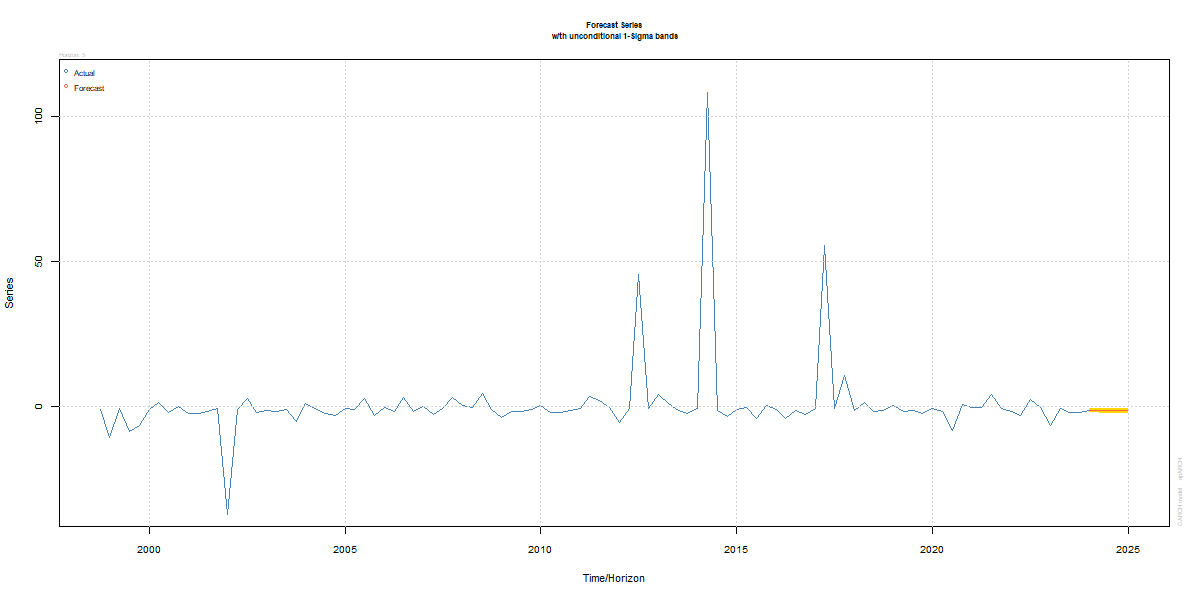 Forecast Series
with unconditional 1-Sigma bands
Horizon: 5
Actual
Forecast
100
50
0
Series
2000
2005
2010
2015
2020
2025
Time/Horizon
GARCH model : apARCH